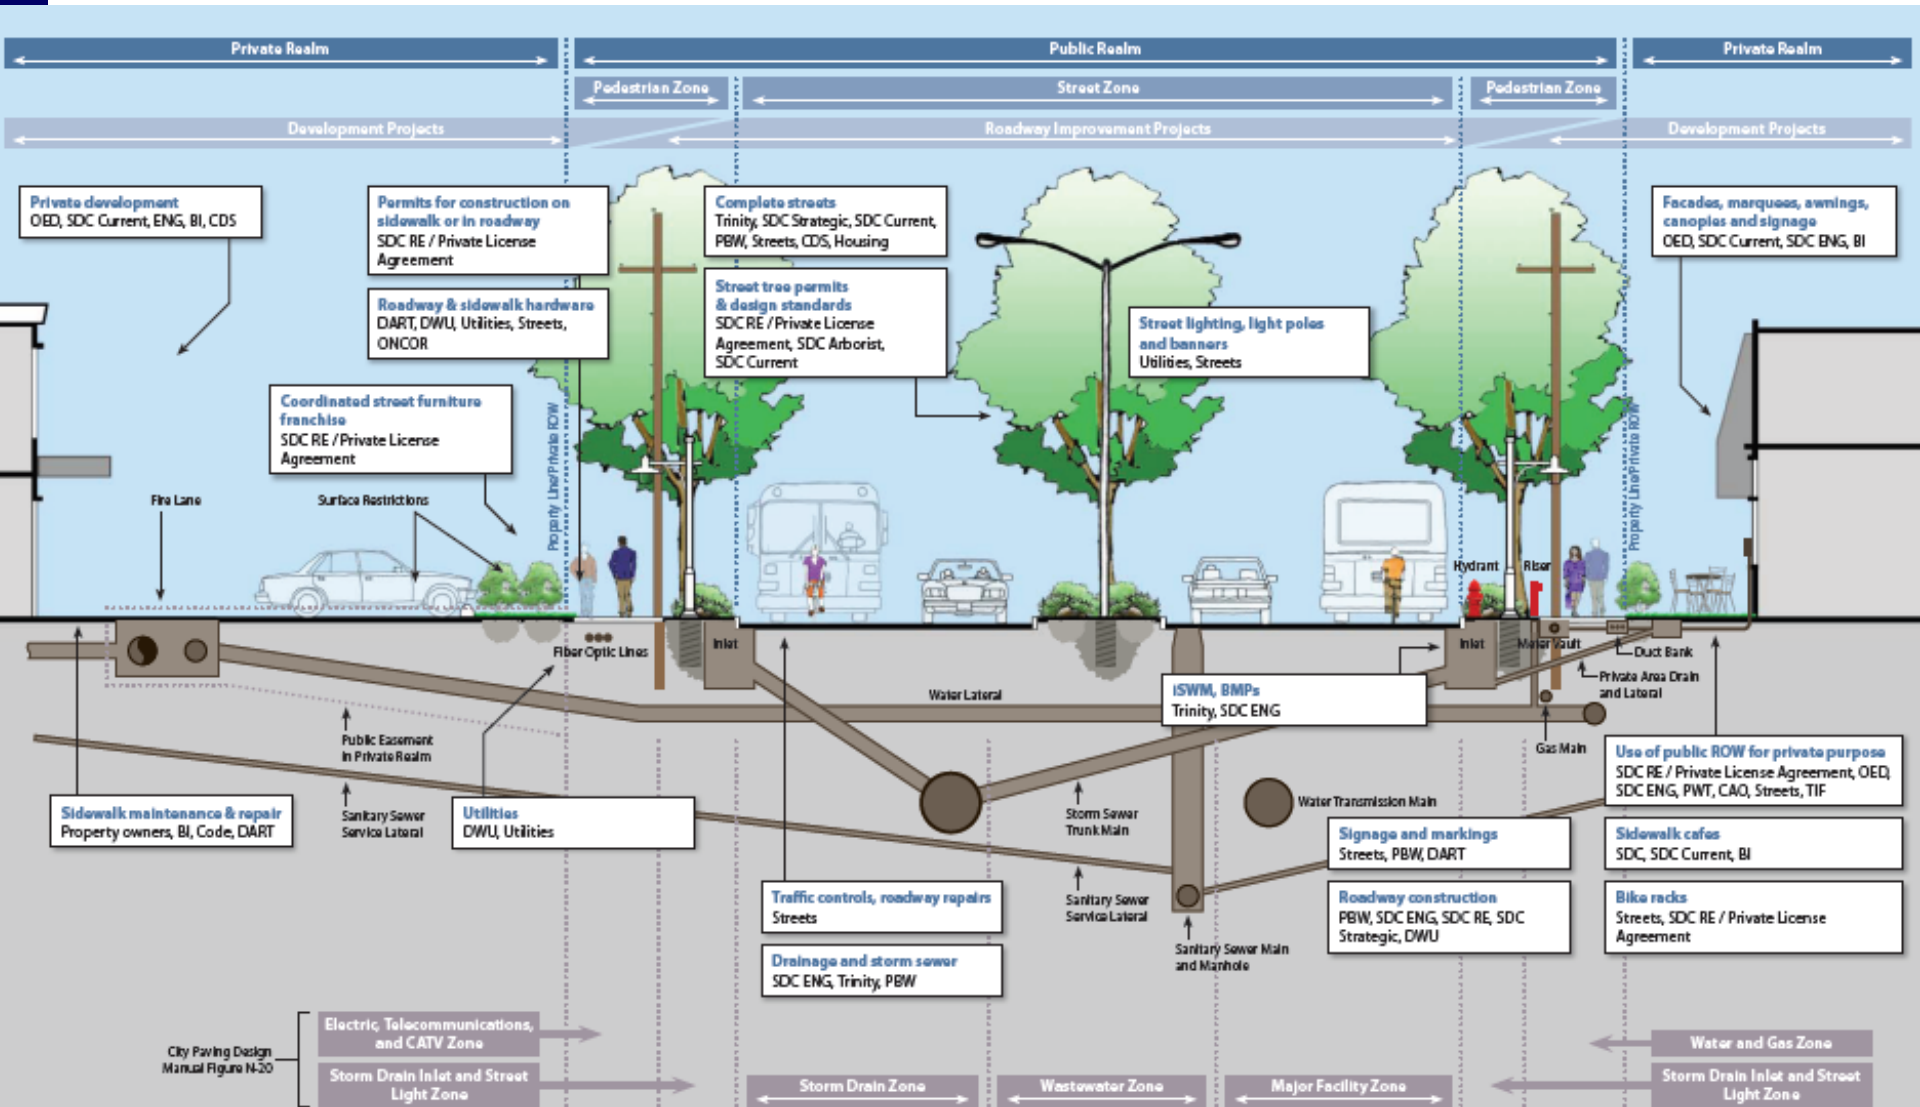 Private Realm
Public Realm
Private Realm
Pedestrian Zone
Street Zone
Pedestrian Zone
Development Projects
Roadway Improvement Projects
Development Projects
Private development
OED, SDC Current, ENG, BI, CDS
Permits for construction on
sidewalk or in roadway
SDC RE / Private License
Agreement
Roadway & sidewalk hardware
DART, DWU, Utilities, Streets,
ONCOR
Coordinated street furniture
franchise
SDC RE / Private License
Agreement
Complete streets
Trinity, SDC Strategic, SDC Current,
PBW, Streets, CDS, Housing
Street tree permits
& design standards
SDC RE / Private License
Agreement, SDC Arborist,
SDC Current
Street lighting, light poles
and banners
Utilities, Streets
Facades, marquees, awnings,
canopies and signage
OED, SDC Current, SDC ENG, BI
Property Line/Private ROW
Property Line/Private ROW
Fire Lane
Surface Restrictions
Hydrant
Riser
Fiber Optic Lines
Inlet
Inlet
Meter Vault
Duct Bank
Private Area Drain
and Lateral
Water Lateral
iSWM, BMPs
Trinity, SDC ENG
Gas Main
Public Easement
in Private Realm
Sanitary Sewer
Service Lateral
Sidewalk maintenance & repair
Property owners, BI, Code, DART
Utilities
DWU, Utilities
Storm Sewer
Trunk Main
Water Transmission Main
Use of public ROW for private purpose
SDC RE / Private License Agreement, OED,
SDC ENG, PWT, CAO, Streets, TIF
Signage and markings
Streets, PBW, DART
Sidewalk cafes
SDC, SDC Current, BI
Traffic controls, roadway repairs
Streets
Sanitary Sewer
Service Lateral
Roadway construction
PBW, SDC ENG, SDC RE, SDC
Strategic, DWU
Bike racks
Streets, SDC RE / Private License
Agreement
Drainage and storm sewer
SDC ENG, Trinity, PBW
Sanitary Sewer Main
and Manhole
City Paving Design
Manual Figure N-20
Electric, Telecommunications,
and CATV Zone
Storm Drain Inlet and Street
Light Zone
Storm Drain Zone
Wastewater Zone
Major Facility Zone
Water and Gas Zone
Storm Drain Inlet and Street
Light Zone